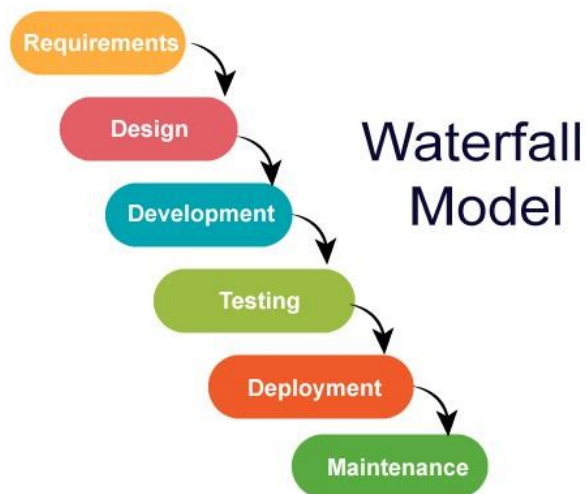 Requirements
Design
Waterfall
Model
Development
Testing
Deployment
Maintenance